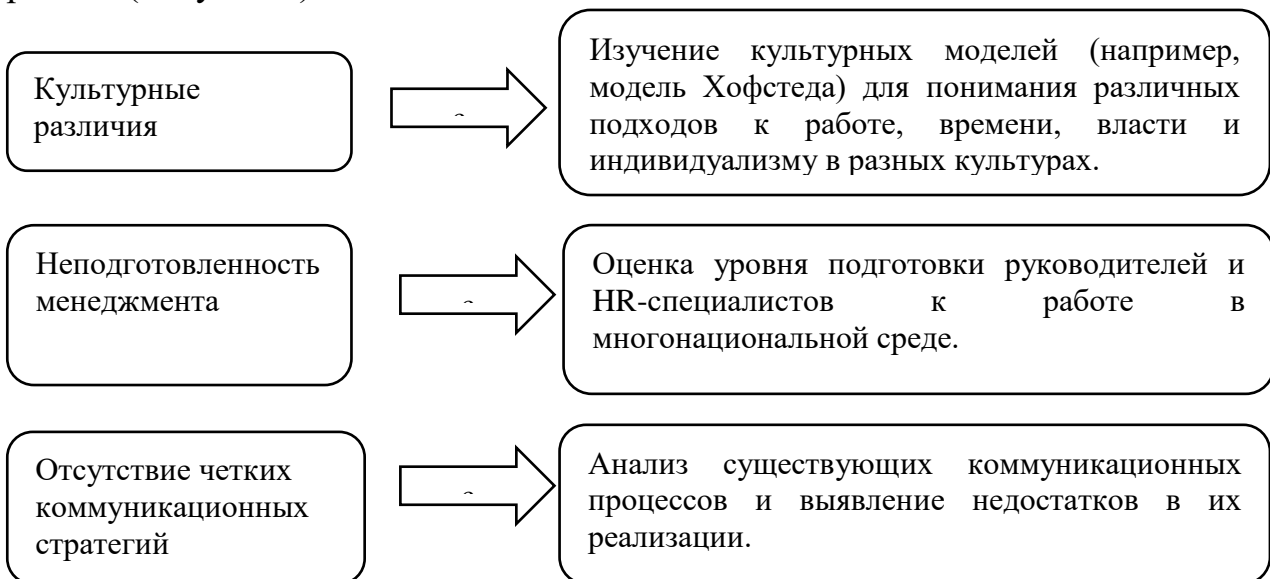 Культурные
различия
Изучение культурных моделей (например,
модель Хофстеда) для понимания различных
подходов к работе, времени, власти и
индивидуализму в разных культурах.
Неподготовленность
менеджмента
Оценка уровня подготовки руководителей и
HR-специалистов к работе в
многонациональной среде.
Отсутствие четких
коммуникационных
стратегий
Анализ существующих коммуникационных
процессов и выявление недостатков в их
реализации.